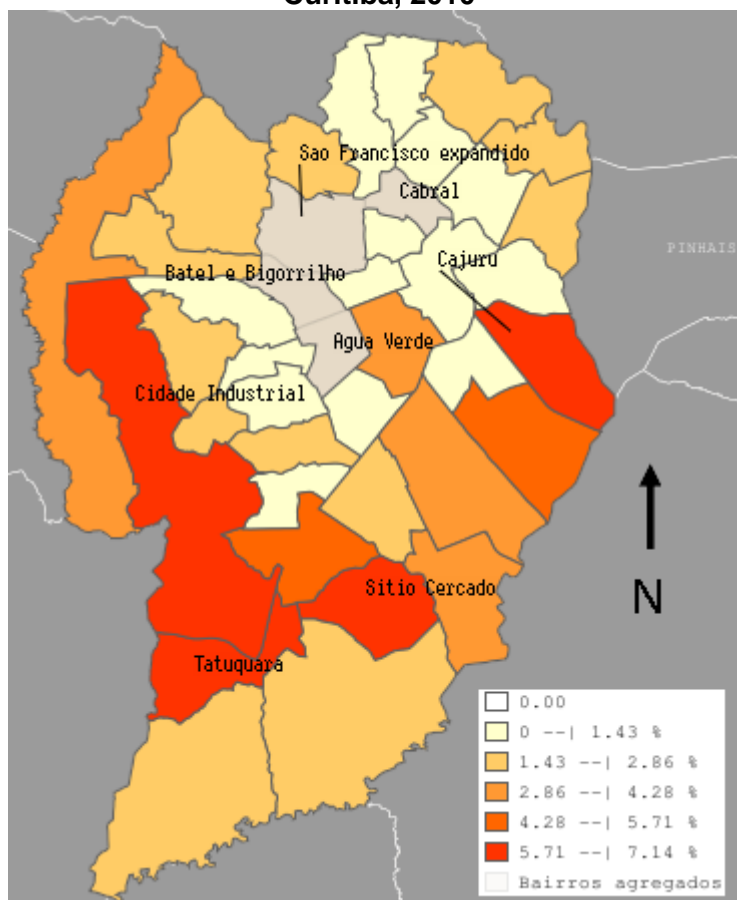 Curitiba, 2010
Sao Francisco expandido
Cabral
PINHAIS
Cajuru
Batel e Bigorrilho
Agua Verde
Cidade Industrial
Sitio Cercado
N
Tatuquara
0.00
0 --| 1.43 %
1.43 --| 2.86 %
2.86 --| 4.28 %
4.28 --| 5.71 %
5.71 --| 7.14 %
Bairros agregados